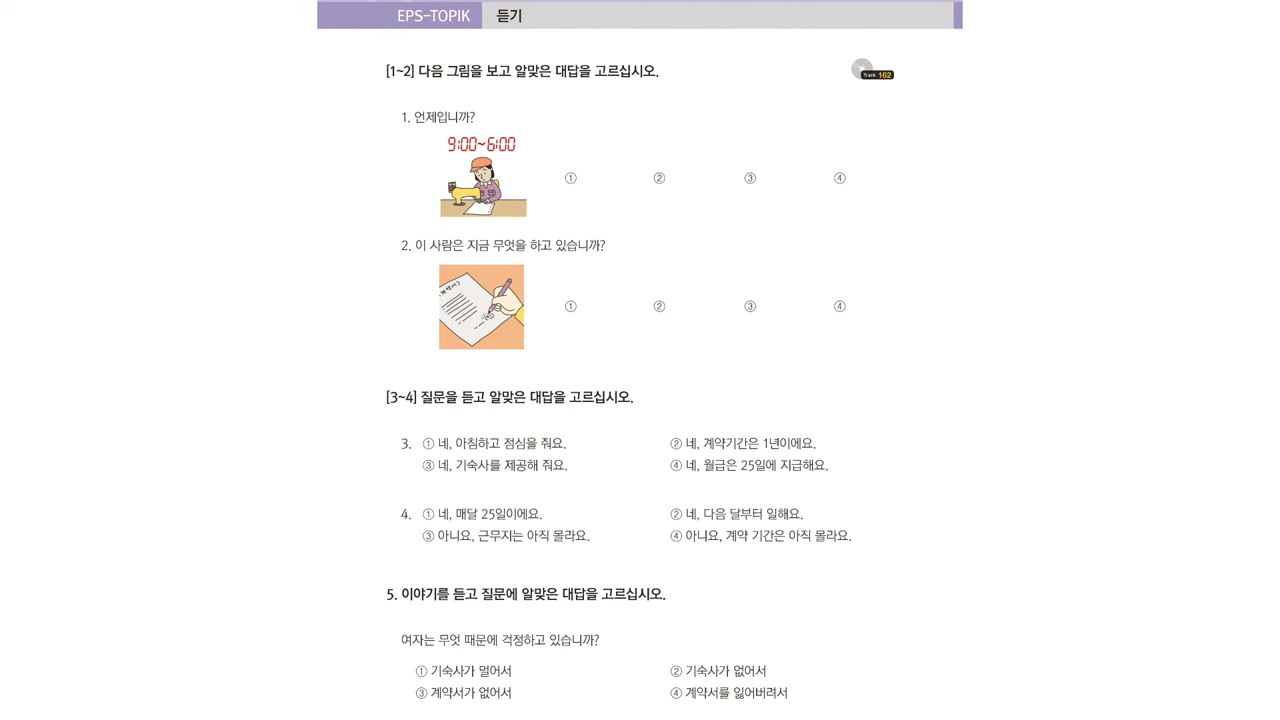 EPS-TOPIK 듣기
[1~2] 다음 그림을 보고 알맞은 대답을 고르십시오.
Track 162
1. 언제입니까?
9:00~6:00
① ② ③ ④
2. 이 사람은 지금 무엇을 하고 있습니까?
계약서
① ② ③ ④
[3~4] 질문을 듣고 알맞은 대답을 고르십시오.
3. ① 네, 아침하고 점심을 줘요. ② 네, 계약기간은 1년이에요.
③ 네, 기숙사를 제공해 줘요. ④ 네, 월급은 25일에 지급해요.
4. ① 네, 매달 25일이에요. ② 네, 다음 달부터 일해요.
③ 아니요, 근무지는 아직 몰라요. ④ 아니요, 계약 기간은 아직 몰라요.
5. 이야기를 듣고 질문에 알맞은 대답을 고르십시오.
여자는 무엇 때문에 걱정하고 있습니까?
① 기숙사가 멀어서 ② 기숙사가 없어서
③ 계약서가 없어서 ④ 계약서를 잃어버려서